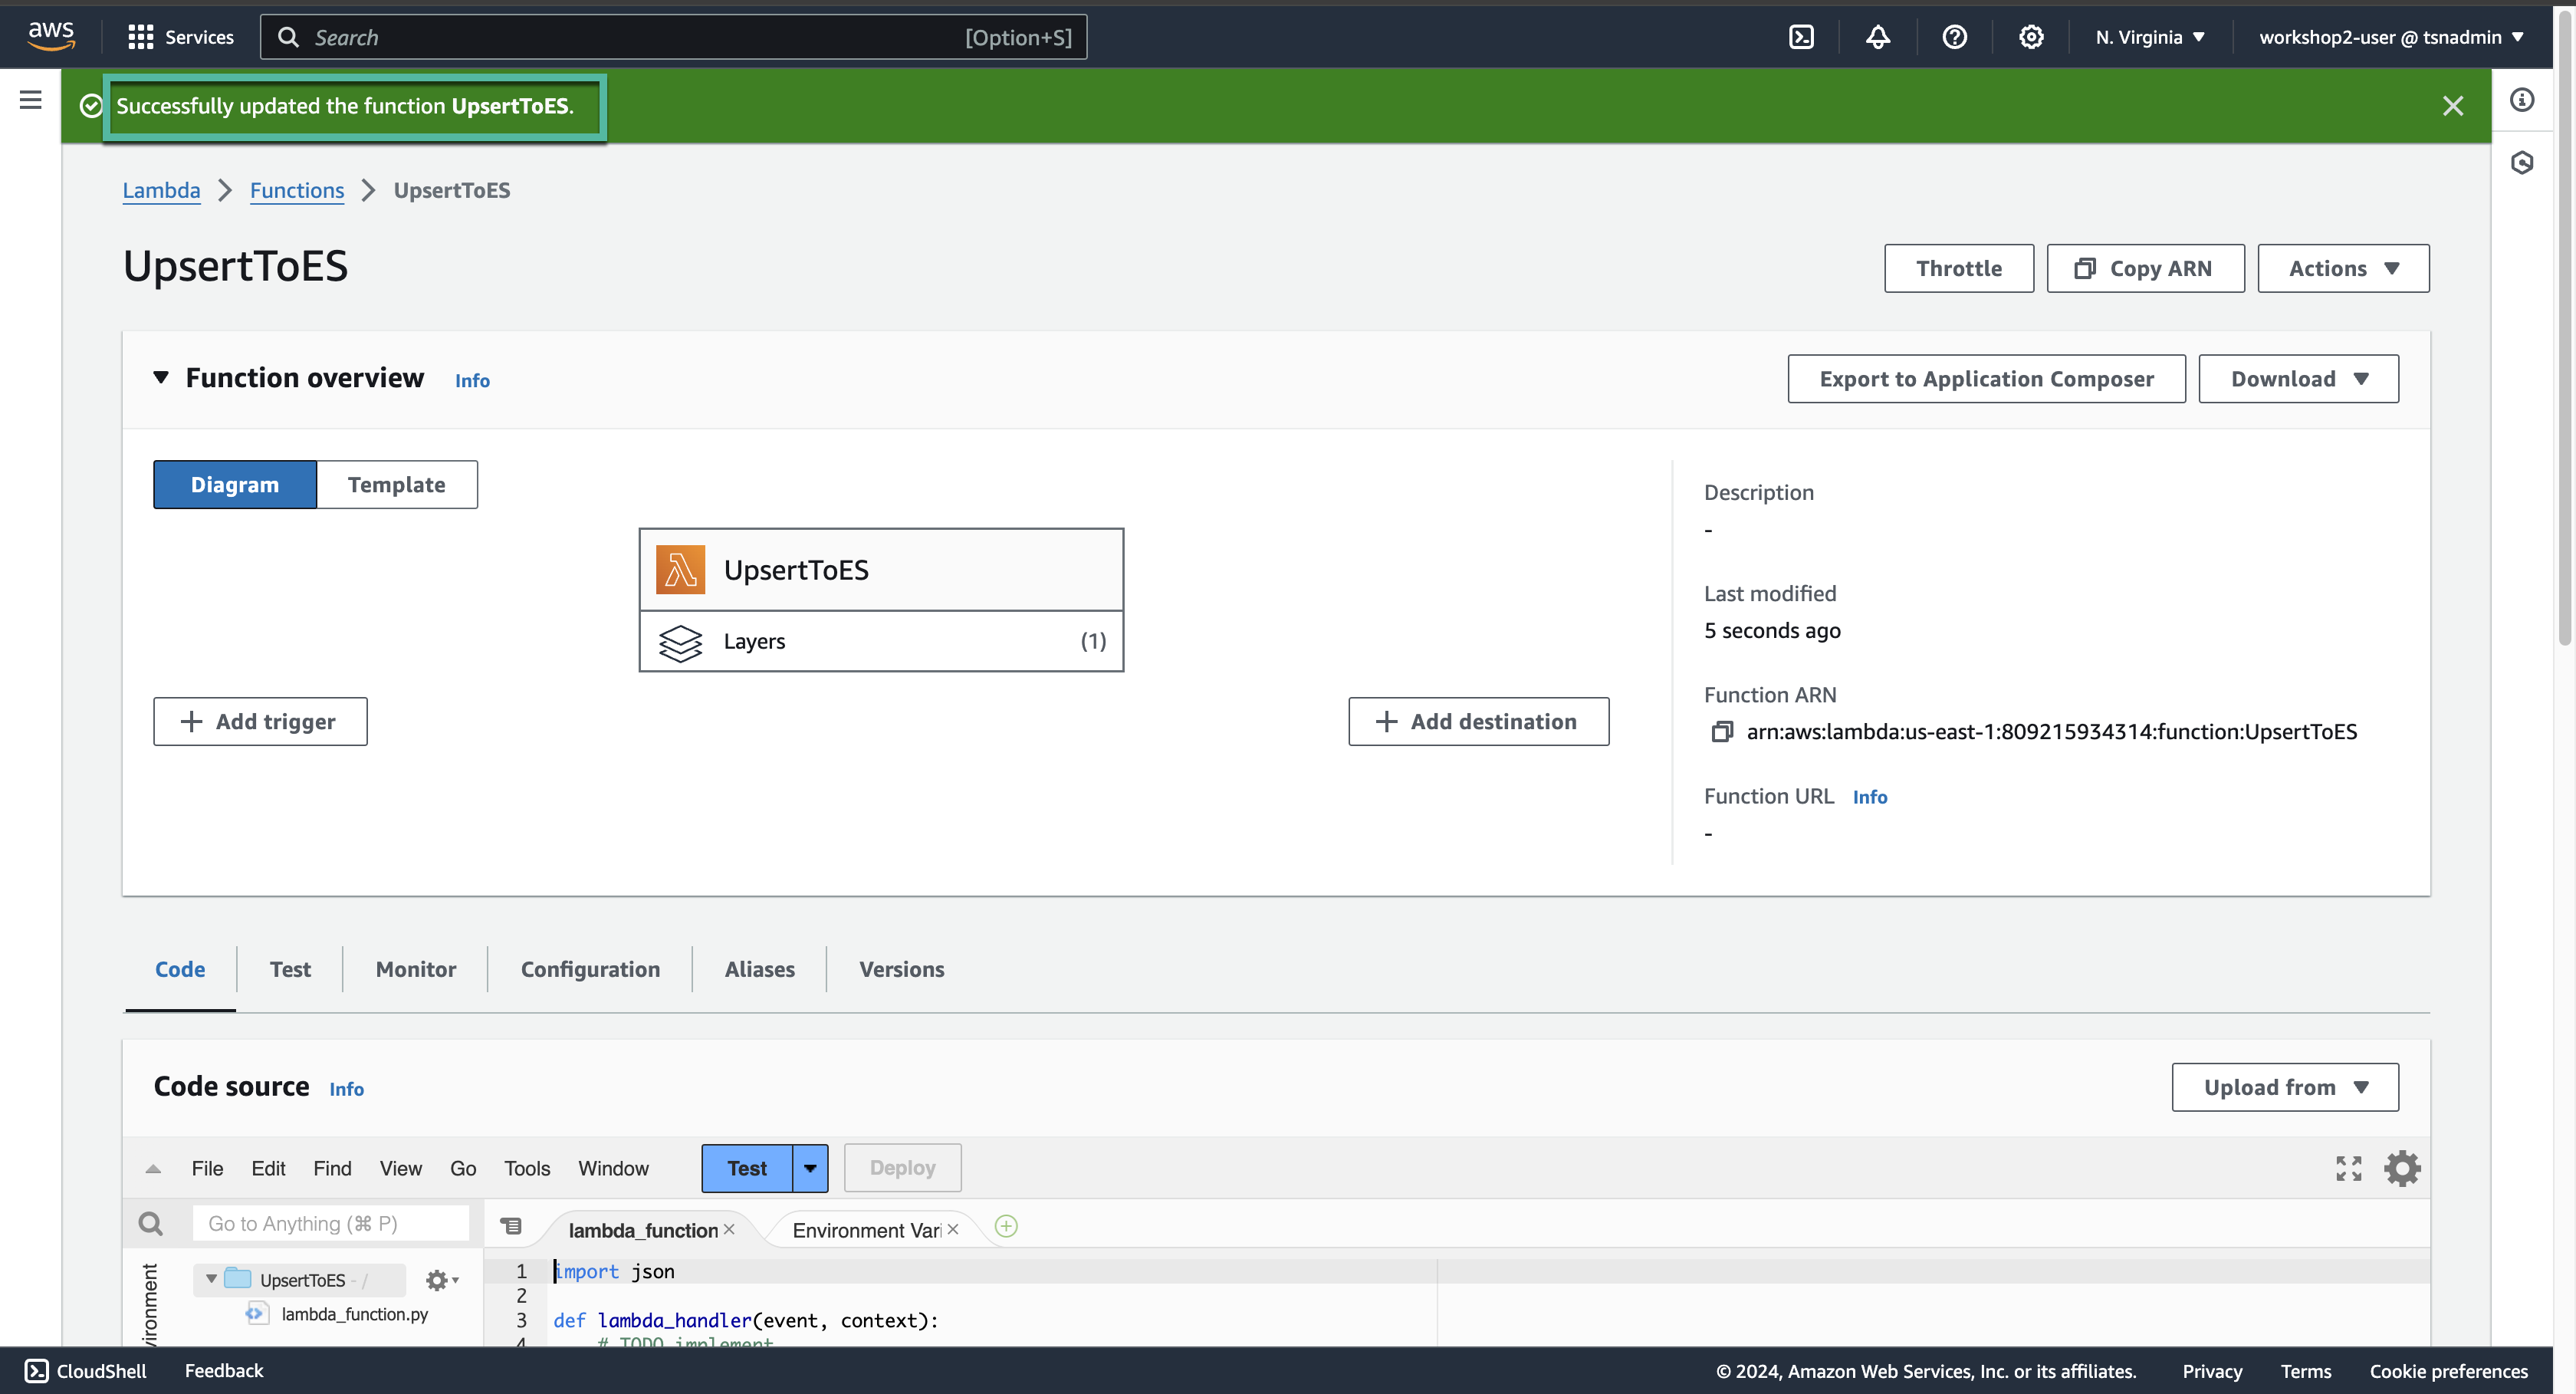 aws Services Search [Option+S] N. Virginia workshop2-user @ tsnadmin
Successfully updated the function UpsertToES.
Lambda Functions UpsertToES
UpsertToES
Throttle Copy ARN Actions
Function overview Info Export to Application Composer Download
Diagram Template
UpsertToES
Layers (1)
Add trigger
Add destination
Description
-
Last modified
5 seconds ago
Function ARN
arn:aws:lambda:us-east-1:809215934314:function:UpsertToES
Function URL Info
-
Code Test Monitor Configuration Aliases Versions
Code source Info Upload from
File Edit Find View Go Tools Window Test Deploy
Go to Anything (⌘ P) lambda_function Environment Vari
UpsertToES - /
lambda_function.py
vironment
1 import json
2
3 def lambda_handler(event, context):
4 # TODO implement
CloudShell Feedback © 2024, Amazon Web Services, Inc. or its affiliates. Privacy Terms Cookie preferences